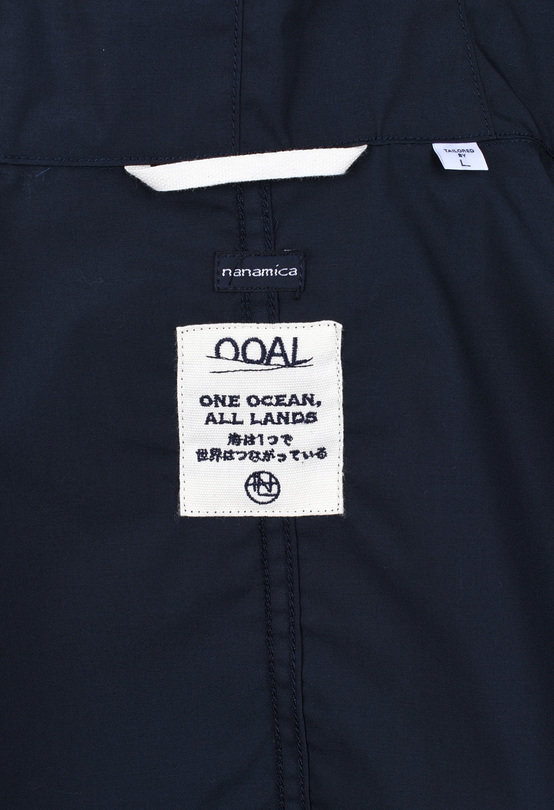 TAILORED
BY
L
nanamica
OOAL
ONE OCEAN,
ALL LANDS
海は1つで
世界はつながっている